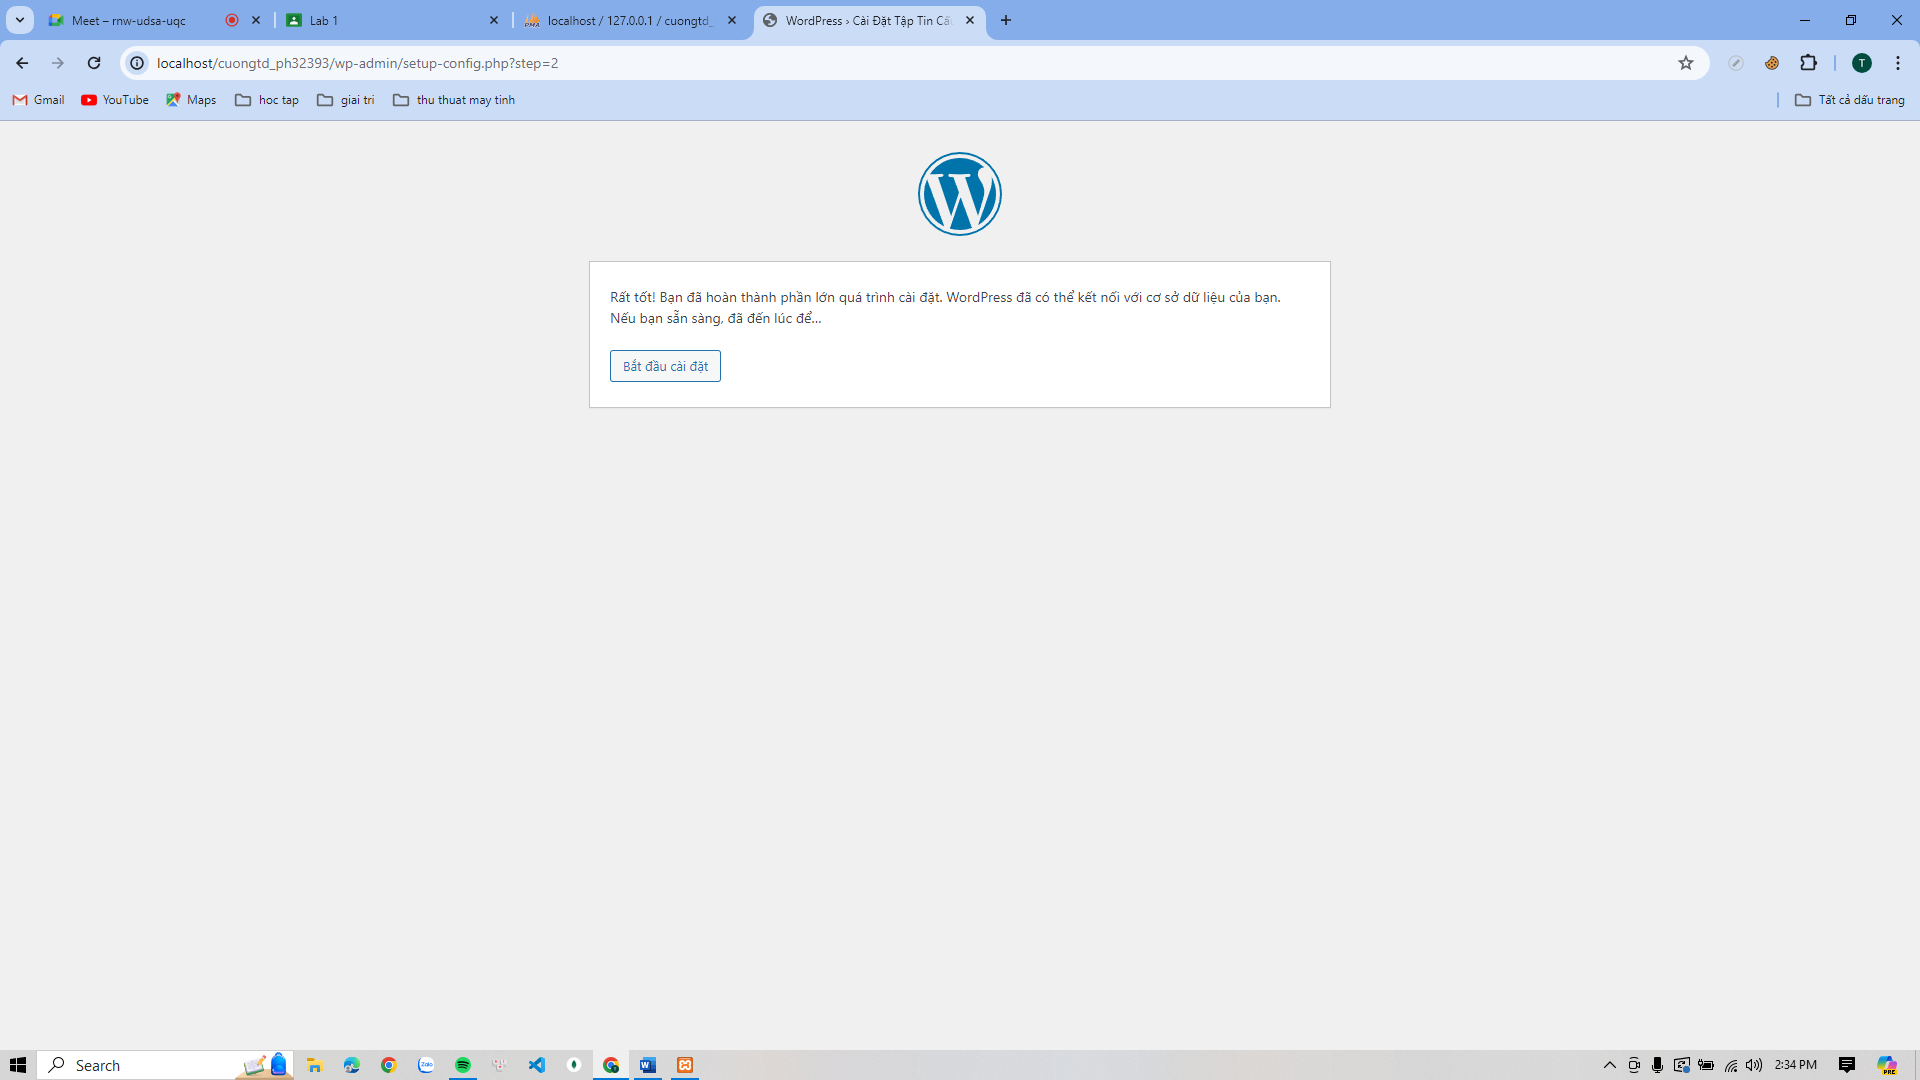 Meet – rnw-udsa-uqc
Lab 1
localhost / 127.0.0.1 / cuongtd_
WordPress › Cài Đặt Tập Tin Cấu
localhost/cuongtd_ph32393/wp-admin/setup-config.php?step=2
T
Gmail
YouTube
Maps
hoc tap
giai tri
thu thuat may tinh
Tất cả dấu trang
Rất tốt! Bạn đã hoàn thành phần lớn quá trình cài đặt. WordPress đã có thể kết nối với cơ sở dữ liệu của bạn.
Nếu bạn sẵn sàng, đã đến lúc để…
Bắt đầu cài đặt
Search
Zalo
2:34 PM
PRE